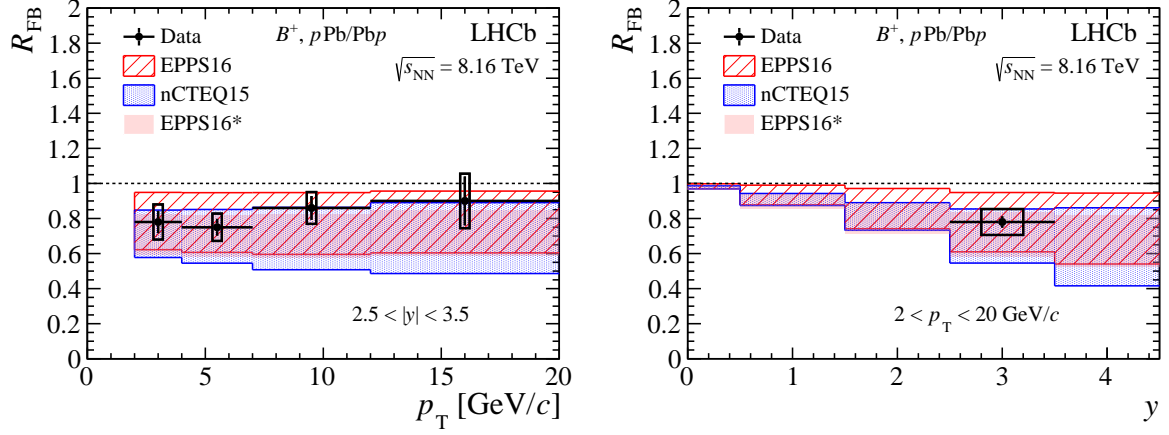 R_FB
2
1.8
1.6
1.4
1.2
1
0.8
0.6
0.4
0.2
0
B⁺, pPb/Pbp
LHCb
√s_NN = 8.16 TeV
Data
EPPS16
nCTEQ15
EPPS16*
2.5 < |y| < 3.5
0 5 10 15 20
p_T [GeV/c]
R_FB
2
1.8
1.6
1.4
1.2
1
0.8
0.6
0.4
0.2
0
B⁺, pPb/Pbp
LHCb
√s_NN = 8.16 TeV
Data
EPPS16
nCTEQ15
EPPS16*
2 < p_T < 20 GeV/c
0 1 2 3 4
y